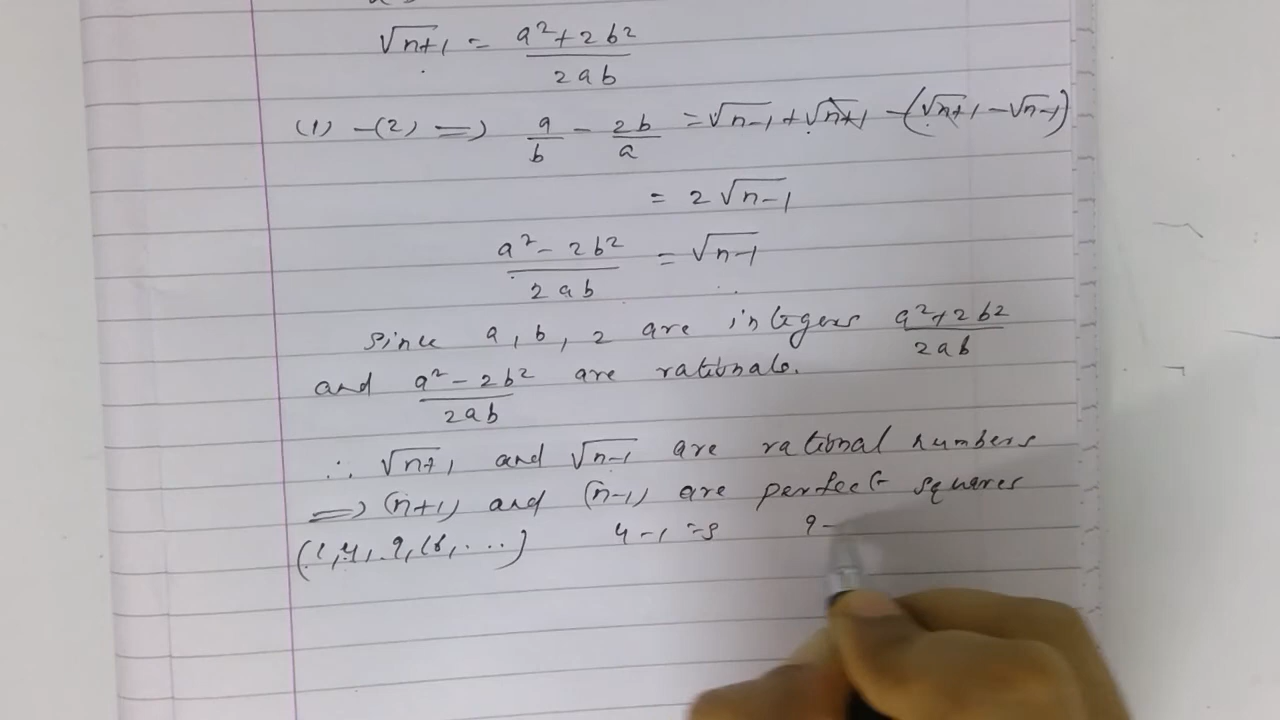 √n+1 = a²+2b² / 2ab
(1) - (2) => a/b - 2b/a = √n-1 + √n+1 - (√n+1 - √n-1)
= 2√n-1
a²-2b² / 2ab = √n-1
since a, b, 2 are integers a²+2b² / 2ab
and a²-2b² / 2ab are rationals.
∴ √n+1 and √n-1 are rational numbers
=> (n+1) and (n-1) are perfect squares
(1, 4, 9, 16, ...) 4-1=3 9-